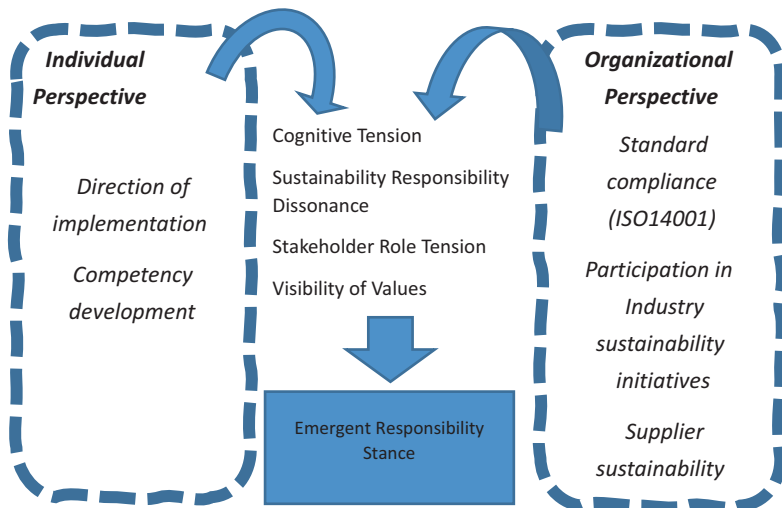 Individual
Perspective
Direction of
implementation
Competency
development
Cognitive Tension
Sustainability Responsibility
Dissonance
Stakeholder Role Tension
Visibility of Values
Emergent Responsibility
Stance
Organizational
Perspective
Standard
compliance
(ISO14001)
Participation in
Industry
sustainability
initiatives
Supplier
sustainability